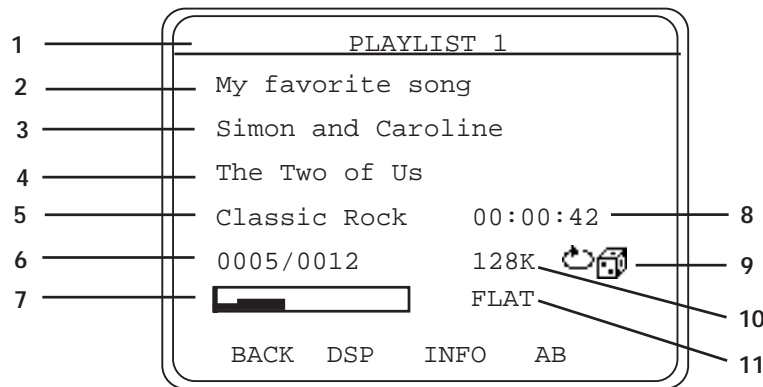 1 PLAYLIST 1
2 My favorite song
3 Simon and Caroline
4 The Two of Us
5 Classic Rock 00:00:42 8
6 0005/0012 128K 9
7 FLAT 10
BACK DSP INFO AB 11